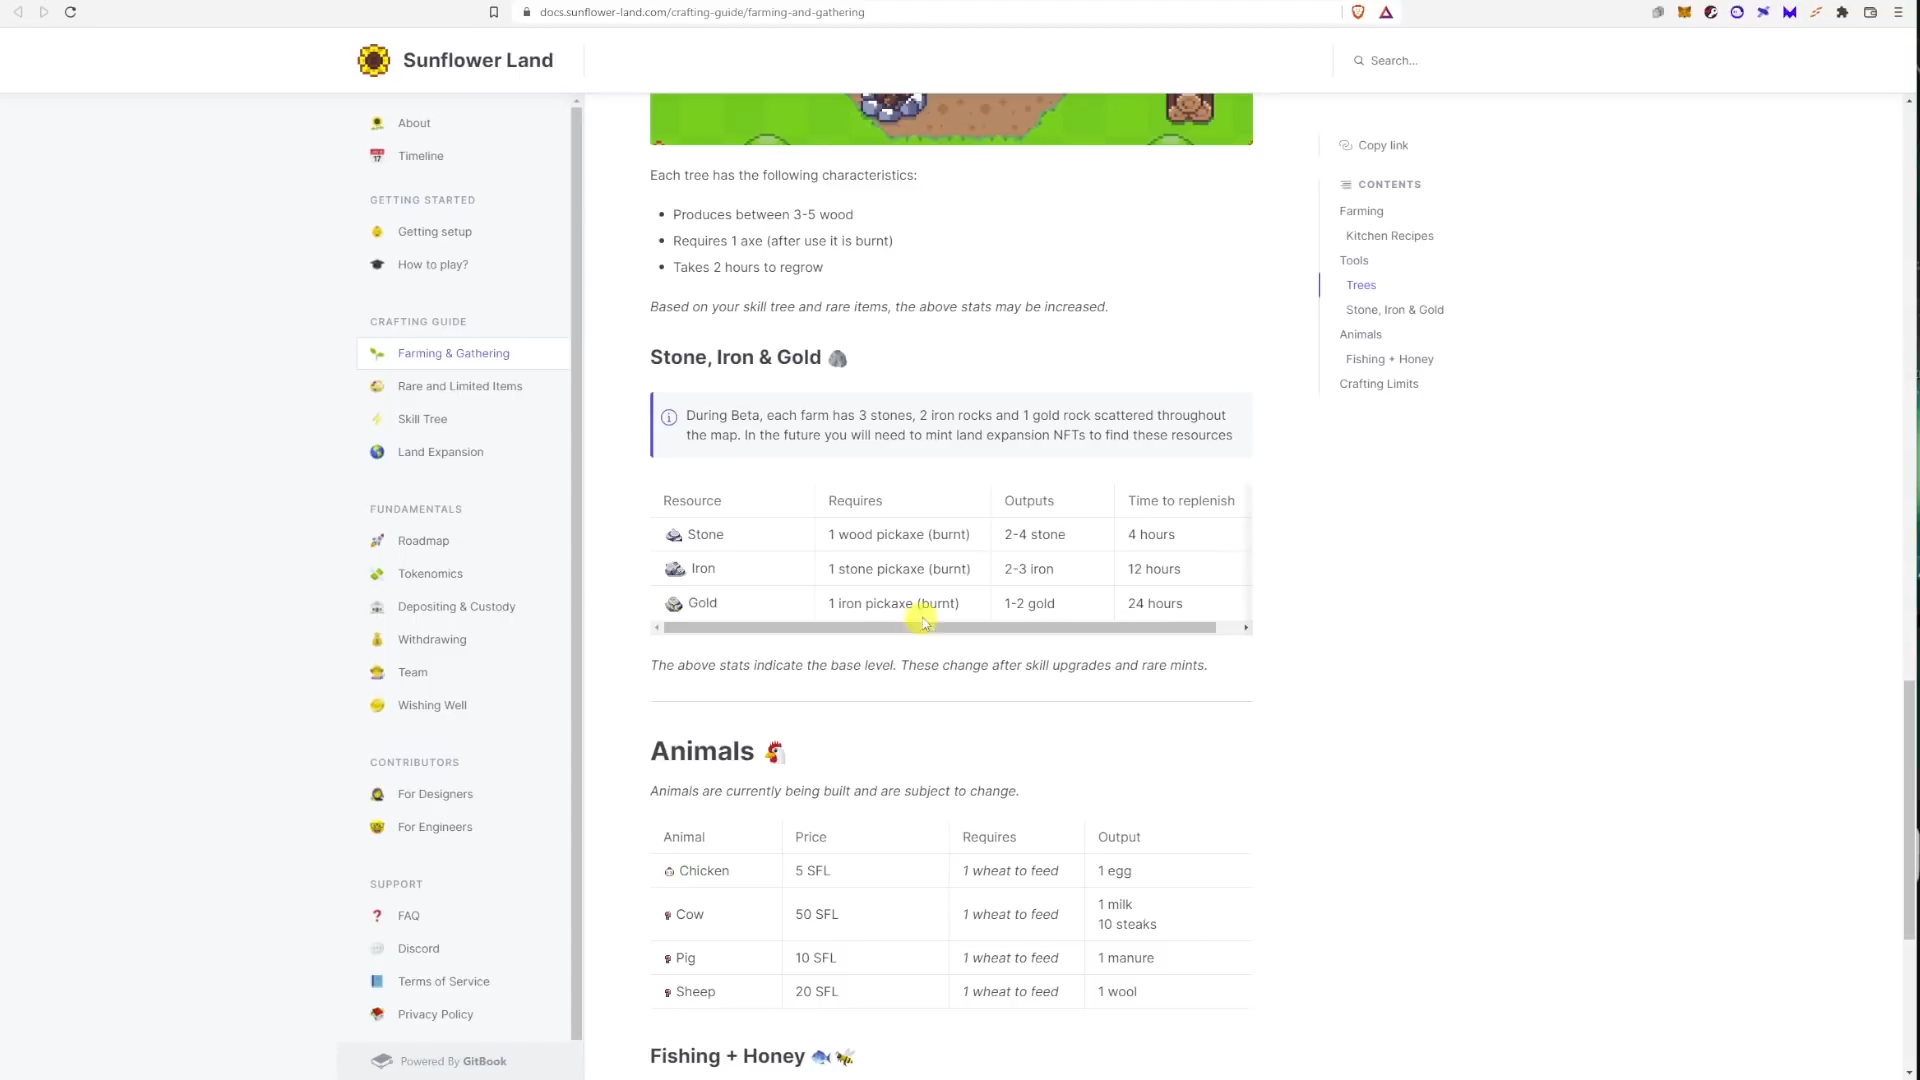 docs.sunflower-land.com/crafting-guide/farming-and-gathering
Sunflower Land
Search...
About
Timeline
GETTING STARTED
Getting setup
How to play?
CRAFTING GUIDE
Farming & Gathering
Rare and Limited Items
Skill Tree
Land Expansion
FUNDAMENTALS
Roadmap
Tokenomics
Depositing & Custody
Withdrawing
Team
Wishing Well
CONTRIBUTORS
For Designers
For Engineers
SUPPORT
FAQ
Discord
Terms of Service
Privacy Policy
Powered By GitBook
Each tree has the following characteristics:
• Produces between 3-5 wood
• Requires 1 axe (after use it is burnt)
• Takes 2 hours to regrow
Based on your skill tree and rare items, the above stats may be increased.
Stone, Iron & Gold
During Beta, each farm has 3 stones, 2 iron rocks and 1 gold rock scattered throughout
the map. In the future you will need to mint land expansion NFTs to find these resources
Resource Requires Outputs Time to replenish
Stone 1 wood pickaxe (burnt) 2-4 stone 4 hours
Iron 1 stone pickaxe (burnt) 2-3 iron 12 hours
Gold 1 iron pickaxe (burnt) 1-2 gold 24 hours
The above stats indicate the base level. These change after skill upgrades and rare mints.
Animals
Animals are currently being built and are subject to change.
Animal Price Requires Output
Chicken 5 SFL 1 wheat to feed 1 egg
Cow 50 SFL 1 wheat to feed 1 milk
10 steaks
Pig 10 SFL 1 wheat to feed 1 manure
Sheep 20 SFL 1 wheat to feed 1 wool
Fishing + Honey
Copy link
CONTENTS
Farming
Kitchen Recipes
Tools
Trees
Stone, Iron & Gold
Animals
Fishing + Honey
Crafting Limits